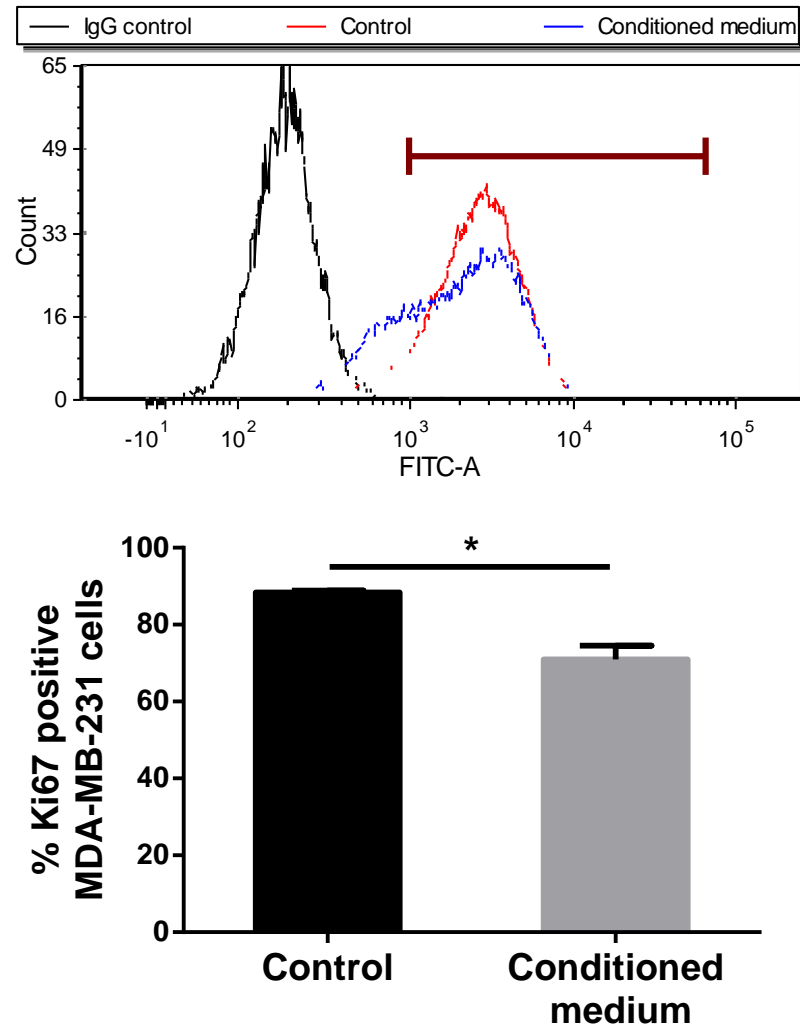 IgG control Control Conditioned medium
65
49
33
16
0
Count
-10¹ 10² 10³ 10⁴ 10⁵
FITC-A
*
100
80
60
40
20
0
% Ki67 positive
MDA-MB-231 cells
Control Conditioned
medium